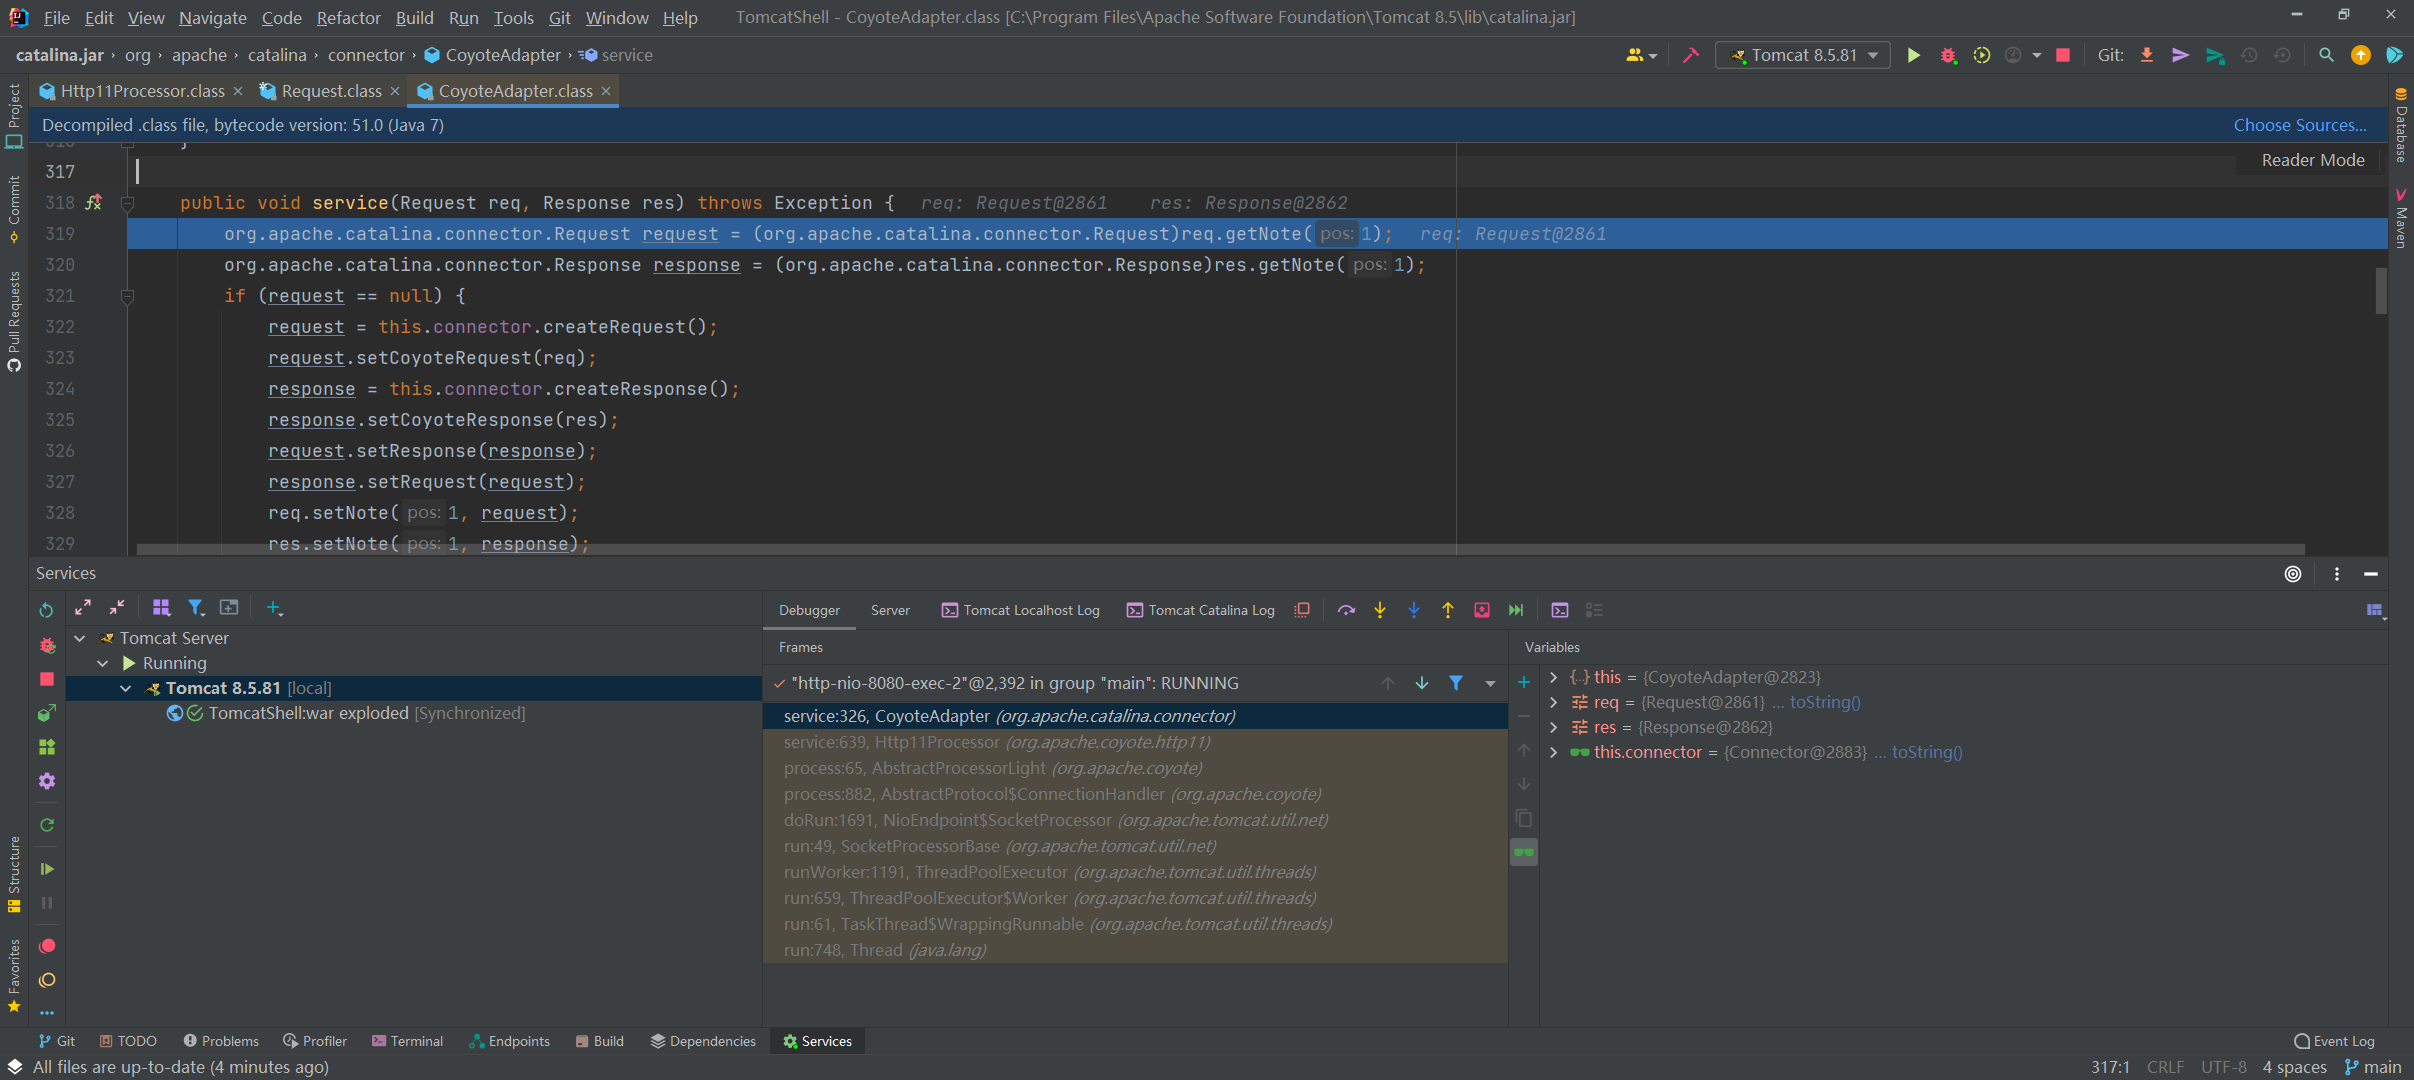 File Edit View Navigate Code Refactor Build Run Tools Git Window Help TomcatShell - CoyoteAdapter.class [C:\Program Files\Apache Software Foundation\Tomcat 8.5\lib\catalina.jar]
catalina.jar › org › apache › catalina › connector › CoyoteAdapter › service
Tomcat 8.5.81 Git:
Http11Processor.class Request.class CoyoteAdapter.class
Decompiled .class file, bytecode version: 51.0 (Java 7) Choose Sources...
Reader Mode
316 }
317
318 public void service(Request req, Response res) throws Exception { req: Request@2861 res: Response@2862
319 org.apache.catalina.connector.Request request = (org.apache.catalina.connector.Request)req.getNote( pos: 1); req: Request@2861
320 org.apache.catalina.connector.Response response = (org.apache.catalina.connector.Response)res.getNote( pos: 1);
321 if (request == null) {
322 request = this.connector.createRequest();
323 request.setCoyoteRequest(req);
324 response = this.connector.createResponse();
325 response.setCoyoteResponse(res);
326 request.setResponse(response);
327 response.setRequest(request);
328 req.setNote( pos: 1, request);
329 res.setNote( pos: 1, response);
Project
Commit
Pull Requests
Structure
Favorites
Database
Maven
Services
Tomcat Server
Running
Tomcat 8.5.81 [local]
TomcatShell:war exploded [Synchronized]
Debugger Server Tomcat Localhost Log Tomcat Catalina Log
Frames
"http-nio-8080-exec-2"@2,392 in group "main": RUNNING
service:326, CoyoteAdapter (org.apache.catalina.connector)
service:639, Http11Processor (org.apache.coyote.http11)
process:65, AbstractProcessorLight (org.apache.coyote)
process:882, AbstractProtocol$ConnectionHandler (org.apache.coyote)
doRun:1691, NioEndpoint$SocketProcessor (org.apache.tomcat.util.net)
run:49, SocketProcessorBase (org.apache.tomcat.util.net)
runWorker:1191, ThreadPoolExecutor (org.apache.tomcat.util.threads)
run:659, ThreadPoolExecutor$Worker (org.apache.tomcat.util.threads)
run:61, TaskThread$WrappingRunnable (org.apache.tomcat.util.threads)
run:748, Thread (java.lang)
Variables
this = {CoyoteAdapter@2823}
req = {Request@2861} ... toString()
res = {Response@2862}
this.connector = {Connector@2883} ... toString()
Git TODO Problems Profiler Terminal Endpoints Build Dependencies Services Event Log
All files are up-to-date (4 minutes ago) 317:1 CRLF UTF-8 4 spaces main